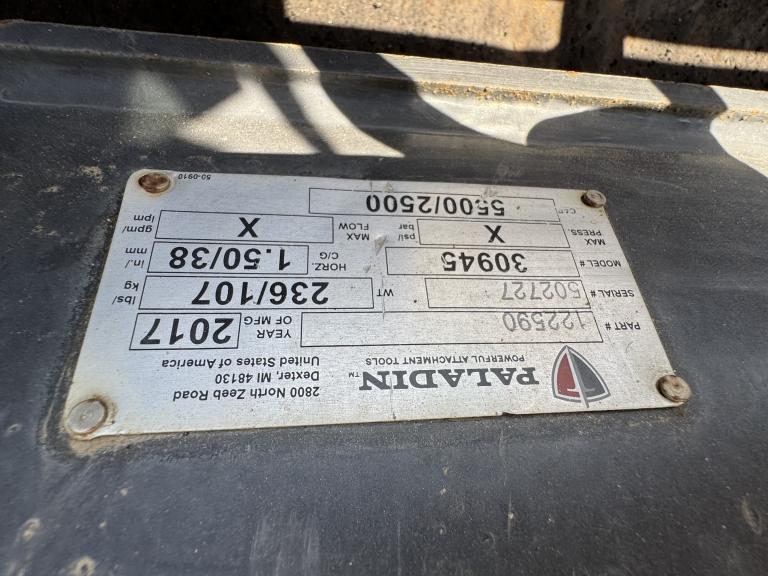 PALADIN™
POWERFUL ATTACHMENT TOOLS
2800 North Zeeb Road
Dexter, MI 48130
United States of America
PART # 122590 YEAR OF MFG 2017
SERIAL # 502727 WT 236/107 lbs/kg
MODEL # 30945 HORZ. C/G 1.50/38 in./mm
MAX PRESS. X psi/bar MAX FLOW X gpm/lpm
CAP 5500/2500
50-0910